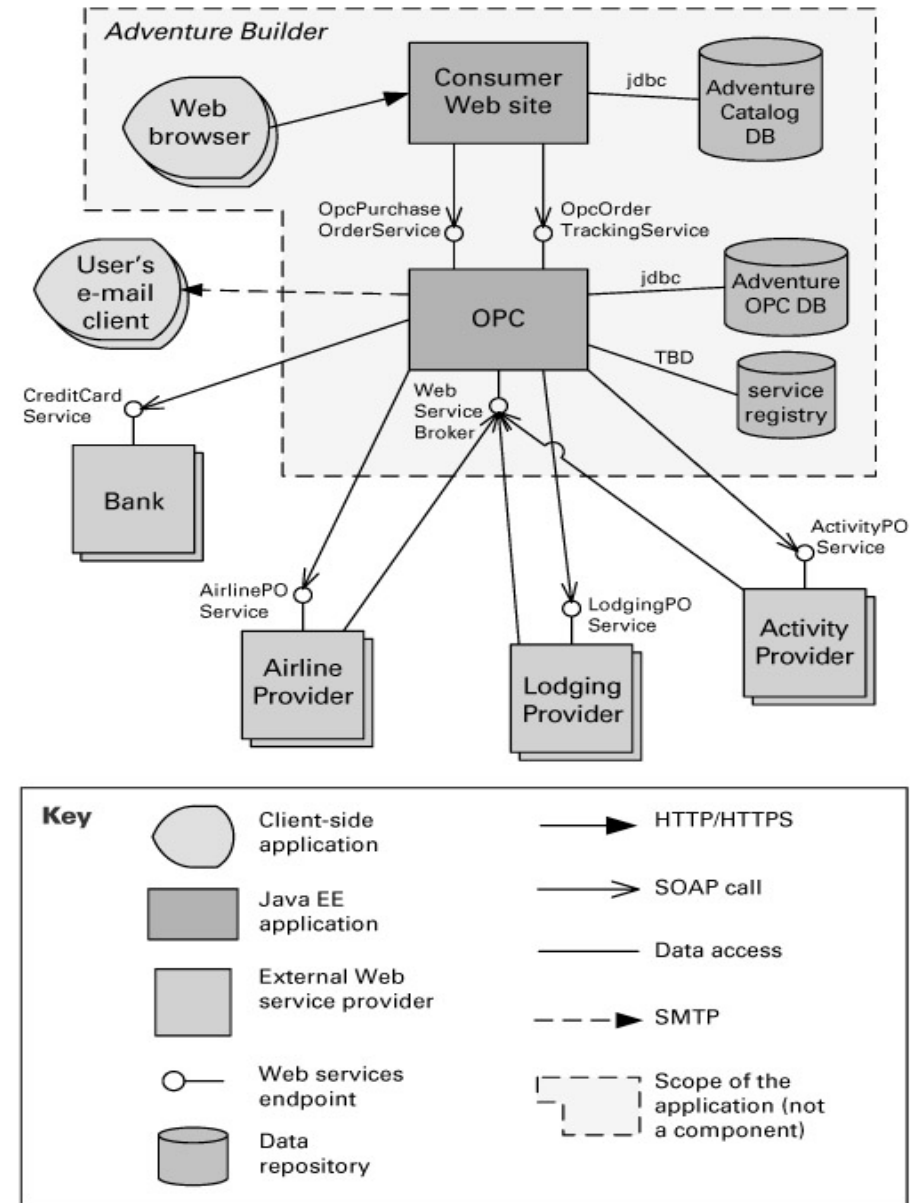 Adventure Builder
Consumer
Web site
Web
browser
jdbc
Adventure
Catalog
DB
OpcPurchase
OrderService
OpcOrder
TrackingService
User's
e-mail
client
OPC
jdbc
Adventure
OPC DB
TBD
service
registry
CreditCard
Service
Web
Service
Broker
Bank
ActivityPO
Service
AirlinePO
Service
LodgingPO
Service
Airline
Provider
Lodging
Provider
Activity
Provider
Key
Client-side
application
HTTP/HTTPS
Java EE
application
SOAP call
External Web
service provider
Data access
SMTP
Web services
endpoint
Scope of the
application (not
a component)
Data
repository